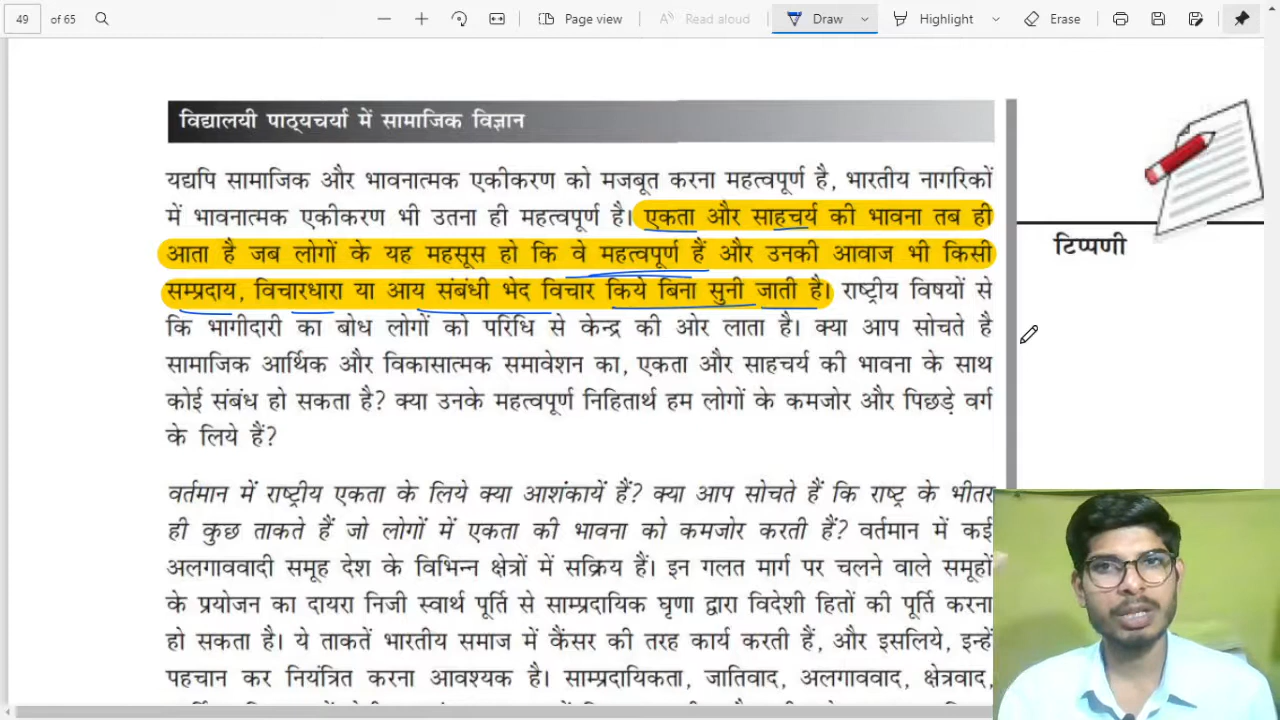 49 of 65 Page view Read aloud Draw Highlight Erase
विद्यालयी पाठ्यचर्या में सामाजिक विज्ञान
यद्यपि सामाजिक और भावनात्मक एकीकरण को मजबूत करना महत्वपूर्ण है, भारतीय नागरिकों
में भावनात्मक एकीकरण भी उतना ही महत्वपूर्ण है। एकता और साहचर्य की भावना तब ही
आता है जब लोगों के यह महसूस हो कि वे महत्वपूर्ण हैं और उनकी आवाज भी किसी
सम्प्रदाय, विचारधारा या आय संबंधी भेद विचार किये बिना सुनी जाती है। राष्ट्रीय विषयों से
कि भागीदारी का बोध लोगों को परिधि से केन्द्र की ओर लाता है। क्या आप सोचते है
सामाजिक आर्थिक और विकासात्मक समावेशन का, एकता और साहचर्य की भावना के साथ
कोई संबंध हो सकता है? क्या उनके महत्वपूर्ण निहितार्थ हम लोगों के कमजोर और पिछड़े वर्ग
के लिये हैं?
टिप्पणी
वर्तमान में राष्ट्रीय एकता के लिये क्या आशंकायें हैं? क्या आप सोचते हैं कि राष्ट्र के भीतर
ही कुछ ताकते हैं जो लोगों में एकता की भावना को कमजोर करती हैं? वर्तमान में कई
अलगाववादी समूह देश के विभिन्न क्षेत्रों में सक्रिय हैं। इन गलत मार्ग पर चलने वाले समूहों
के प्रयोजन का दायरा निजी स्वार्थ पूर्ति से साम्प्रदायिक घृणा द्वारा विदेशी हितों की पूर्ति करना
हो सकता है। ये ताकतें भारतीय समाज में कैंसर की तरह कार्य करती हैं, और इसलिये, इन्हें
पहचान कर नियंत्रित करना आवश्यक है। साम्प्रदायिकता, जातिवाद, अलगाववाद, क्षेत्रवाद,